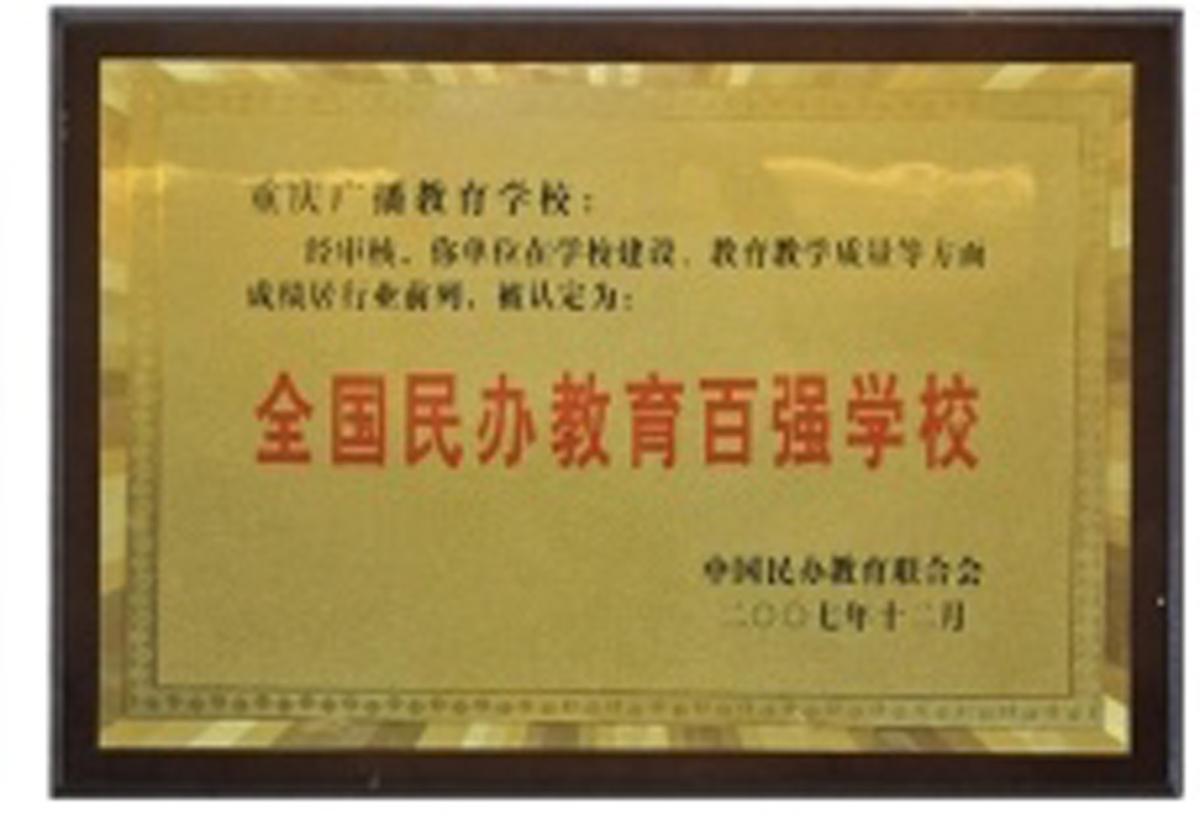 重庆广播教育学校：
经审核，你单位在学校建设、教育教学质量等方面
成绩居行业前列，被认定为：
全国民办教育百强学校
中国民办教育联合会
二〇〇七年十二月